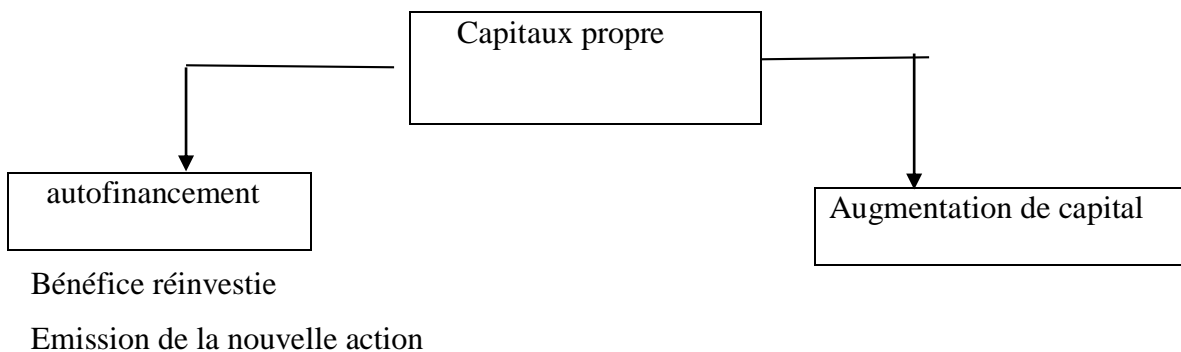 Capitaux propre
autofinancement
Augmentation de capital
Bénéfice réinvestie
Emission de la nouvelle action